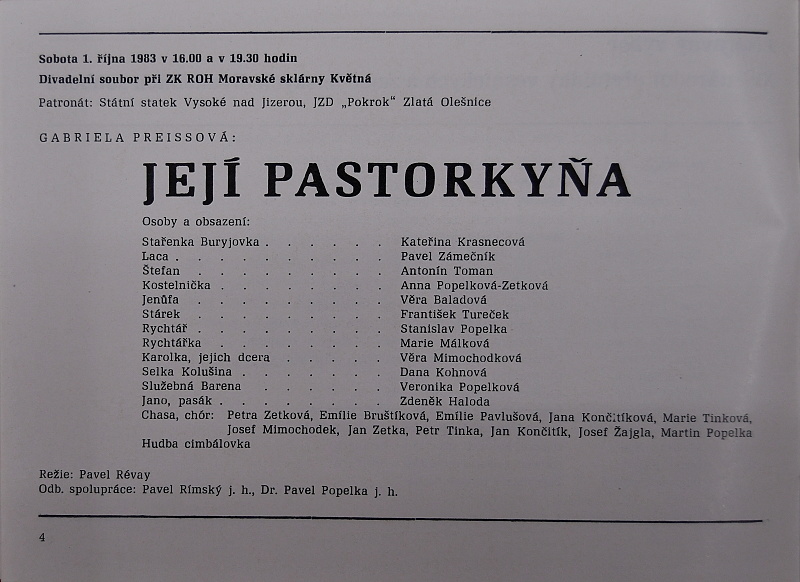 Sobota 1. října 1983 v 16.00 a v 19.30 hodin
Divadelní soubor při ZK ROH Moravské sklárny Květná
Patronát: Státní statek Vysoké nad Jizerou, JZD „Pokrok“ Zlatá Olešnice
GABRIELA PREISSOVÁ:
JEJÍ PASTORKYŇA
Osoby a obsazení:
Stařenka Buryjovka . . . . . . Kateřina Krasnecová
Laca . . . . . . . . . . Pavel Zámečník
Štefan . . . . . . . . . Antonín Toman
Kostelnička . . . . . . . . Anna Popelková-Zetková
Jenůfa . . . . . . . . . Věra Baladová
Stárek . . . . . . . . . František Tureček
Rychtář . . . . . . . . . Stanislav Popelka
Rychtářka . . . . . . . . Marie Málková
Karolka, jejich dcera . . . . . Věra Mimochodková
Selka Kolušina . . . . . . . Dana Kohnová
Služebná Barena . . . . . . Veronika Popelková
Jano, pasák . . . . . . . . Zdeněk Haloda
Chasa, chór: Petra Zetková, Emílie Bruštíková, Emílie Pavlušová, Jana Končitíková, Marie Tinková,
Josef Mimochodek, Jan Zetka, Petr Tinka, Jan Končitík, Josef Žajgla, Martin Popelka
Hudba cimbálovka
Režie: Pavel Révay
Odb. spolupráce: Pavel Rímský j. h., Dr. Pavel Popelka j. h.
4